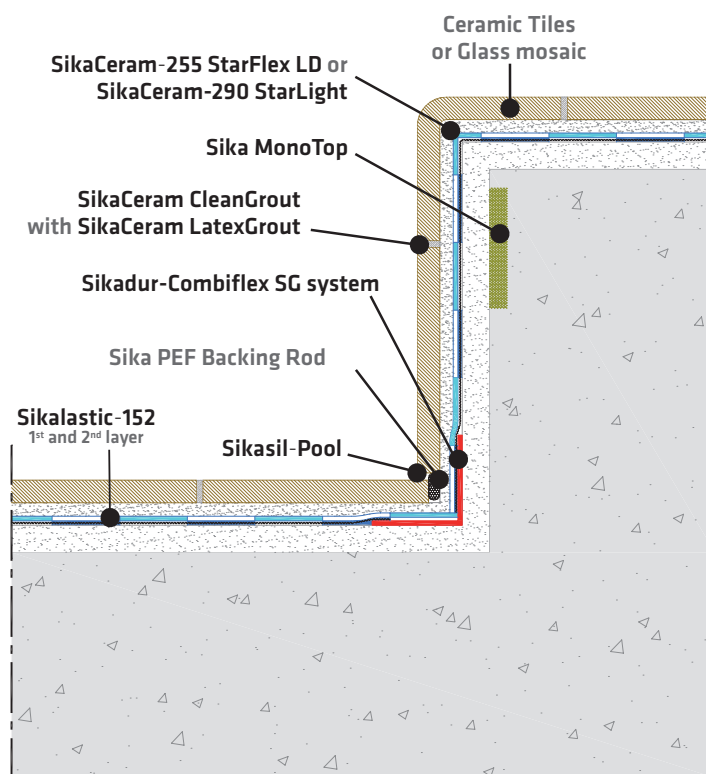 Ceramic Tiles
or Glass mosaic
SikaCeram-255 StarFlex LD or
SikaCeram-290 StarLight
Sika MonoTop
SikaCeram CleanGrout
with SikaCeram LatexGrout
Sikadur-Combiflex SG system
Sika PEF Backing Rod
Sikalastic-152
1st and 2nd layer
Sikasil-Pool